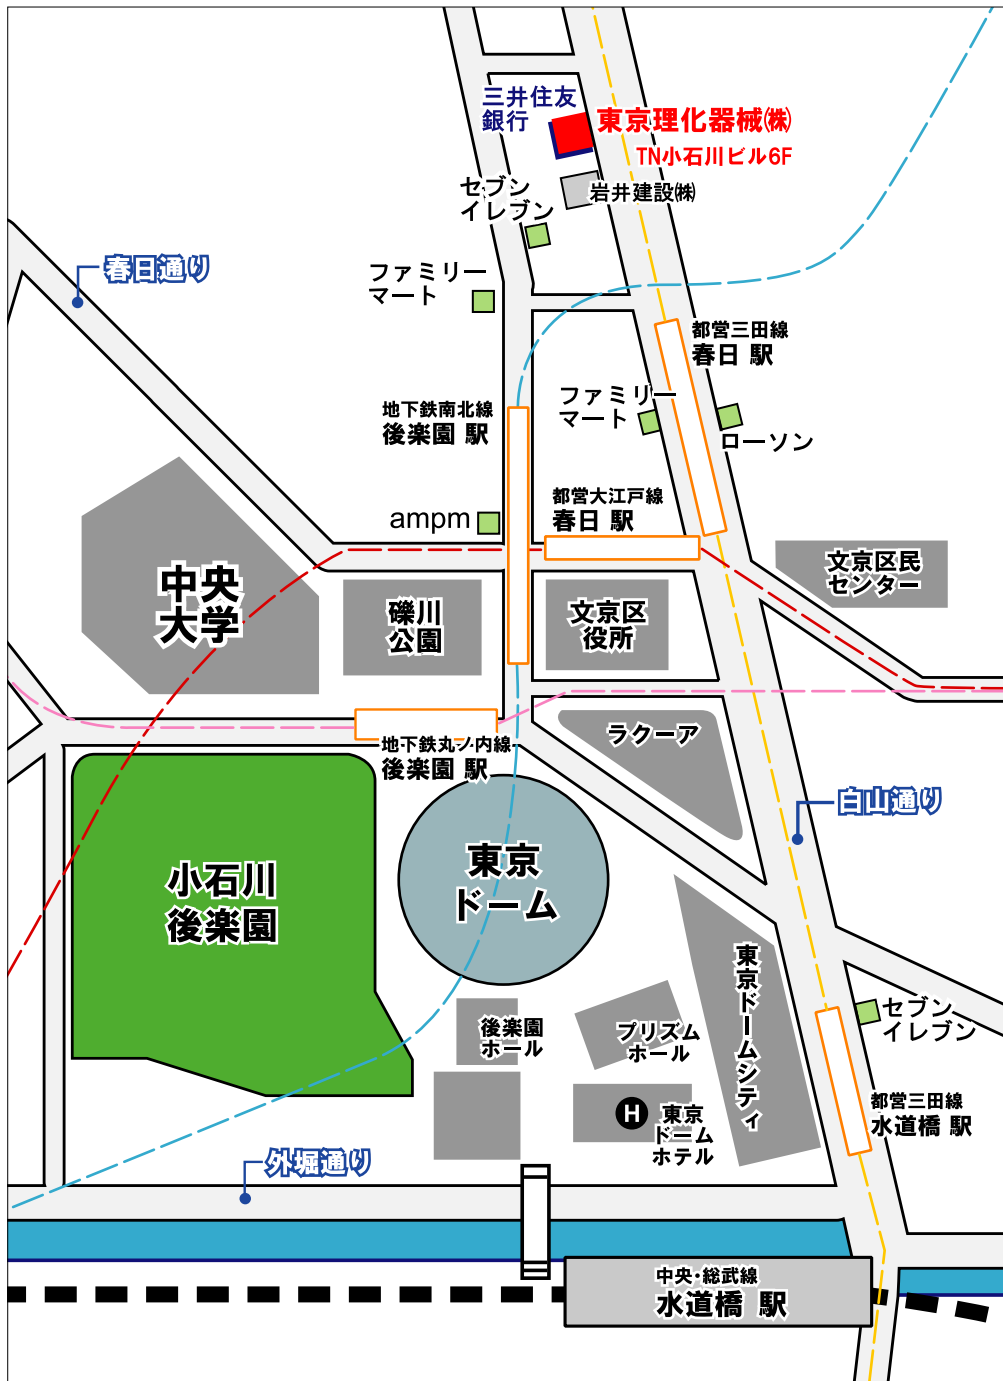 三井住友
銀行
東京理化器械㈱
TN小石川ビル6F
岩井建設㈱
セブン
イレブン
春日通り
ファミリー
マート
都営三田線
春日 駅
ファミリー
マート
ローソン
地下鉄南北線
後楽園 駅
都営大江戸線
春日 駅
ampm
中央
大学
礫川
公園
文京区
役所
文京区民
センター
ラクーア
地下鉄丸ノ内線
後楽園 駅
白山通り
小石川
後楽園
東京
ドーム
東京ドームシティ
セブン
イレブン
後楽園
ホール
プリズム
ホール
都営三田線
水道橋 駅
H
東京
ドーム
ホテル
外堀通り
中央・総武線
水道橋 駅